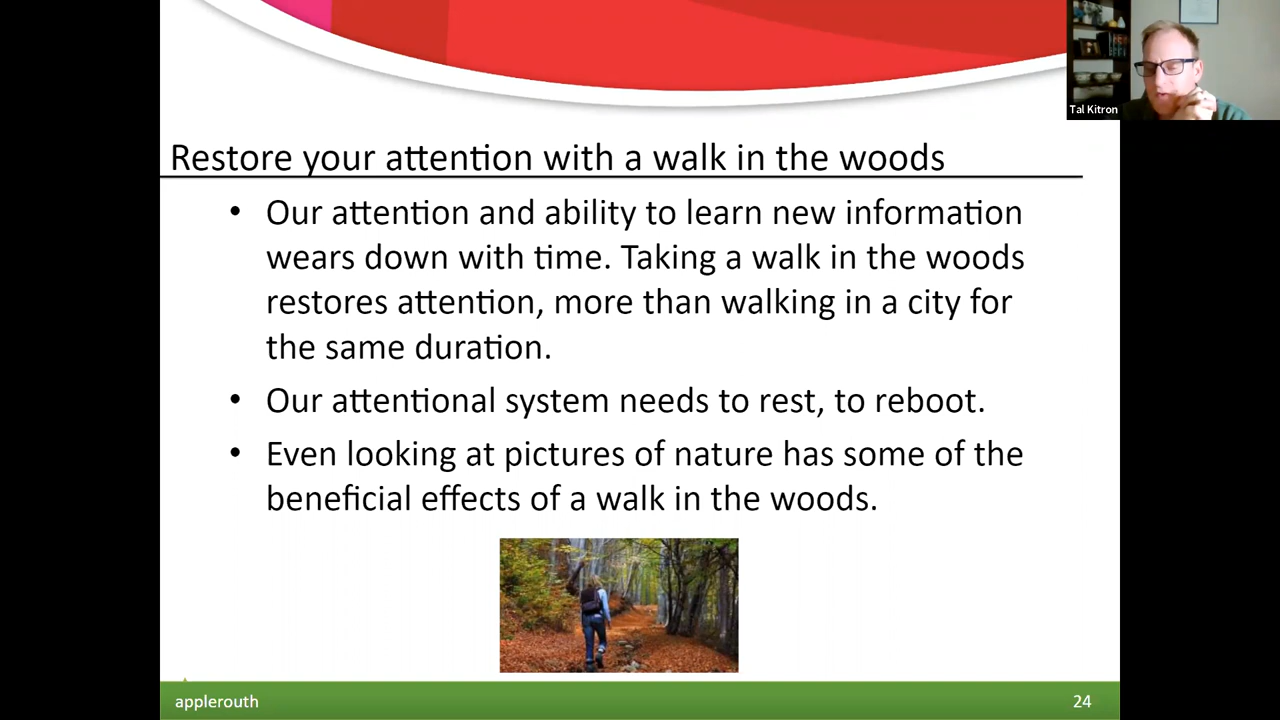 Tal Kitron
Restore your attention with a walk in the woods
• Our attention and ability to learn new information
wears down with time. Taking a walk in the woods
restores attention, more than walking in a city for
the same duration.
• Our attentional system needs to rest, to reboot.
• Even looking at pictures of nature has some of the
beneficial effects of a walk in the woods.
applerouth
24